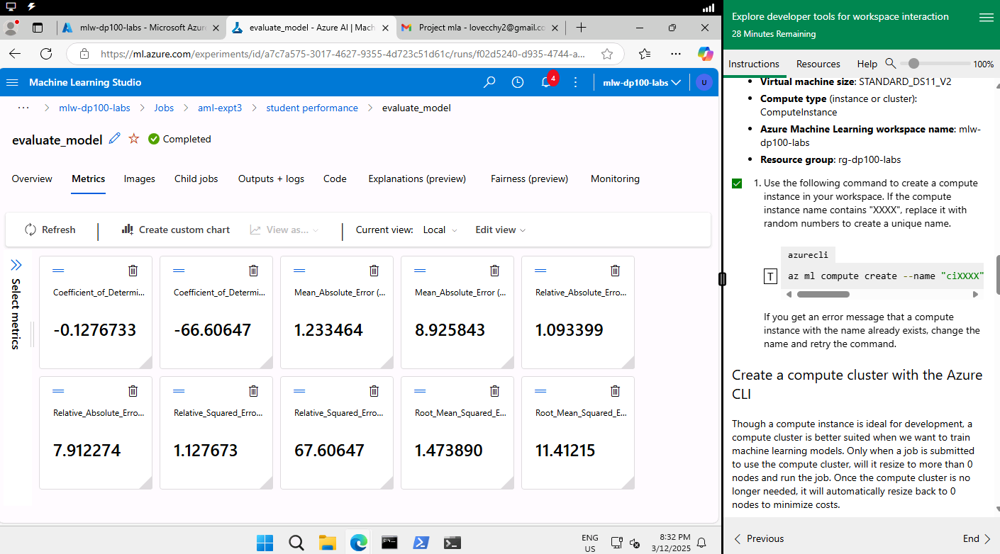 mlw-dp100-labs - Microsoft Azur
evaluate_model - Azure AI | Mach
Project mla - lovecchy2@gmail.co
https://ml.azure.com/experiments/id/a7c7a575-3017-4627-9355-4d723c51d61c/runs/f02d5240-d935-4744-a...
Machine Learning Studio
4
mlw-dp100-labs
U
... > mlw-dp100-labs > Jobs > aml-expt3 > student performance > evaluate_model
evaluate_model
Completed
Overview Metrics Images Child jobs Outputs + logs Code Explanations (preview) Fairness (preview) Monitoring
Refresh Create custom chart View as... Current view: Local Edit view
Select metrics
Coefficient_of_Determi... Coefficient_of_Determi... Mean_Absolute_Error (... Mean_Absolute_Error (... Relative_Absolute_Erro...
-0.1276733 -66.60647 1.233464 8.925843 1.093399
Relative_Absolute_Erro... Relative_Squared_Erro... Relative_Squared_Erro... Root_Mean_Squared_E... Root_Mean_Squared_E...
7.912274 1.127673 67.60647 1.473890 11.41215
ENG
US
8:32 PM
3/12/2025
Explore developer tools for workspace interaction
28 Minutes Remaining
Instructions Resources Help 100%
• Virtual machine size: STANDARD_DS11_V2
• Compute type (instance or cluster):
ComputeInstance
• Azure Machine Learning workspace name: mlw-
dp100-labs
• Resource group: rg-dp100-labs
1. Use the following command to create a compute
instance in your workspace. If the compute
instance name contains "XXXX", replace it with
random numbers to create a unique name.
azurecli
T
az ml compute create --name "ciXXXX"
If you get an error message that a compute
instance with the name already exists, change the
name and retry the command.
Create a compute cluster with the Azure
CLI
Though a compute instance is ideal for development, a
compute cluster is better suited when we want to train
machine learning models. Only when a job is submitted
to use the compute cluster, will it resize to more than 0
nodes and run the job. Once the compute cluster is no
longer needed, it will automatically resize back to 0
nodes to minimize costs.
Previous
End